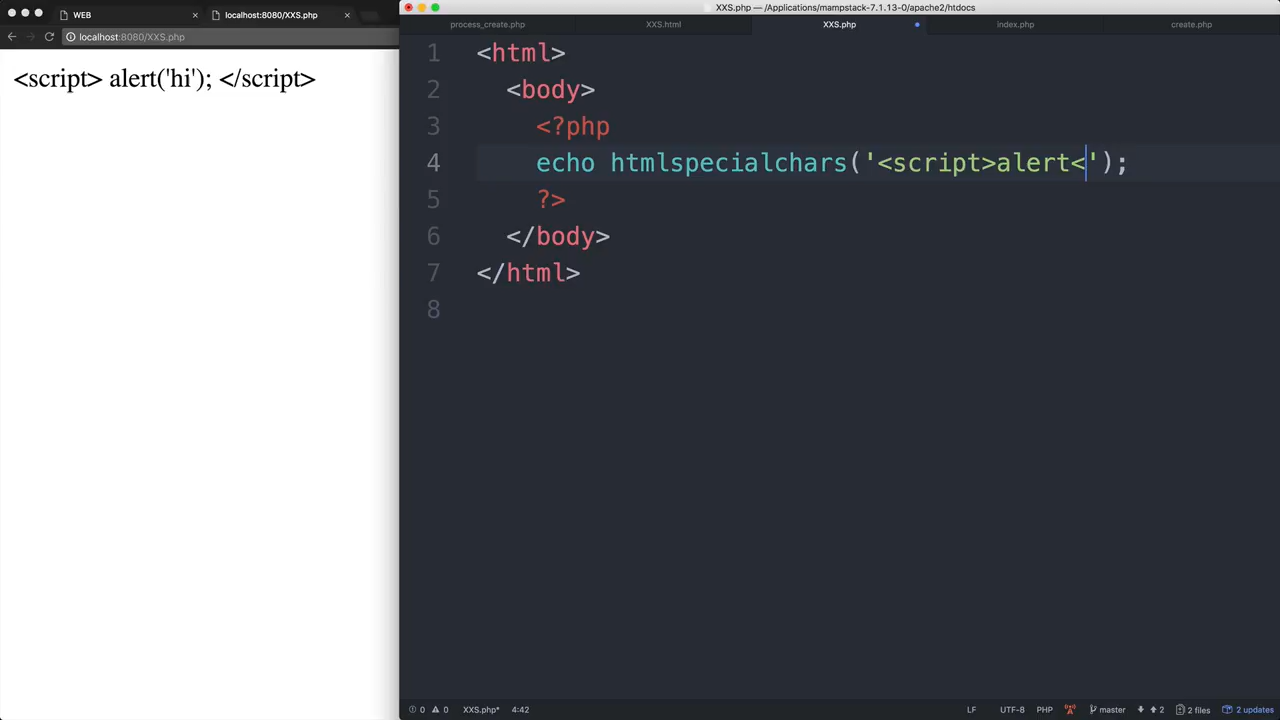 WEB × localhost:8080/XXS.php ×
localhost:8080/XXS.php
<script> alert('hi'); </script>
XXS.php — /Applications/mampstack-7.1.13-0/apache2/htdocs
process_create.php XXS.html XXS.php index.php create.php
1 <html>
2 <body>
3 <?php
4 echo htmlspecialchars('<script>alert<');
5 ?>
6 </body>
7 </html>
8
0 0 XXS.php* 4:42 LF UTF-8 PHP master 2 2 files 2 updates